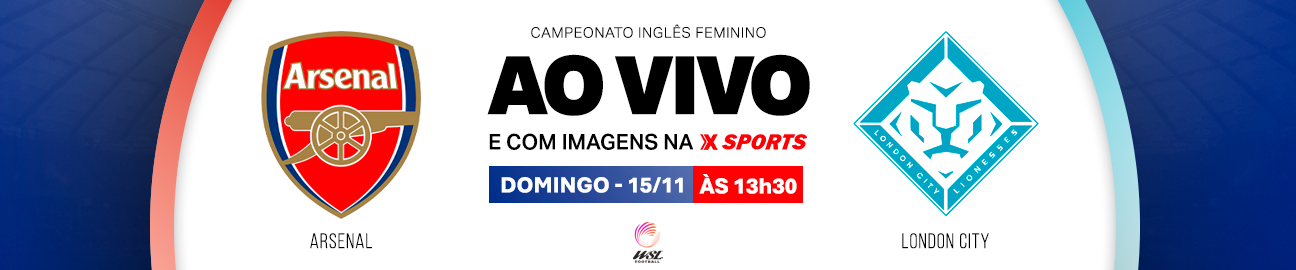 CAMPEONATO INGLÊS FEMININO
AO VIVO
E COM IMAGENS NA X SPORTS
DOMINGO - 15/11 ÀS 13h30
Arsenal
ARSENAL
LONDON CITY LIONESSES
LONDON CITY
WSL
FOOTBALL